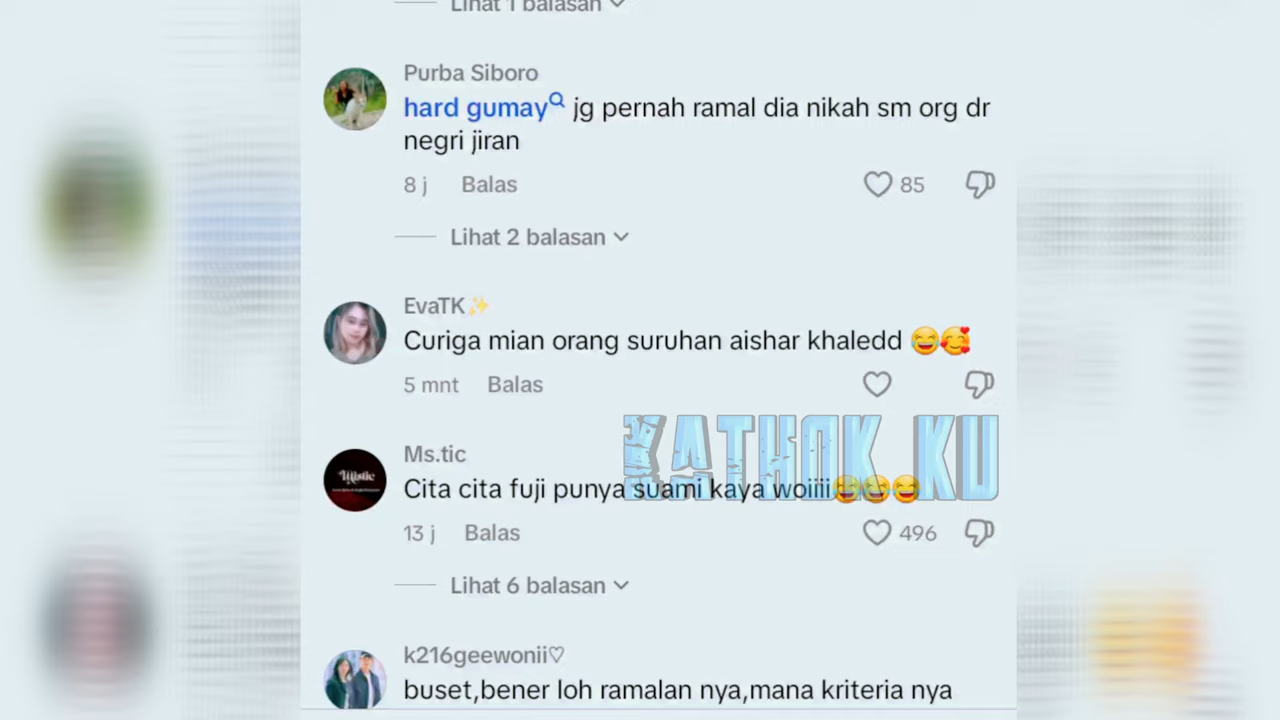 Lihat 1 balasan
Purba Siboro
hard gumay jg pernah ramal dia nikah sm org dr
negri jiran
8 j Balas 85
Lihat 2 balasan
EvaTK✨
Curiga mian orang suruhan aishar khaledd 😂🥰
5 mnt Balas
KATHOK KU
Ms.tic
Cita cita fuji punya suami kaya woiiii😂😂😂
13 j Balas 496
Lihat 6 balasan
k216geewonii♡
buset,bener loh ramalan nya,mana kriteria nya